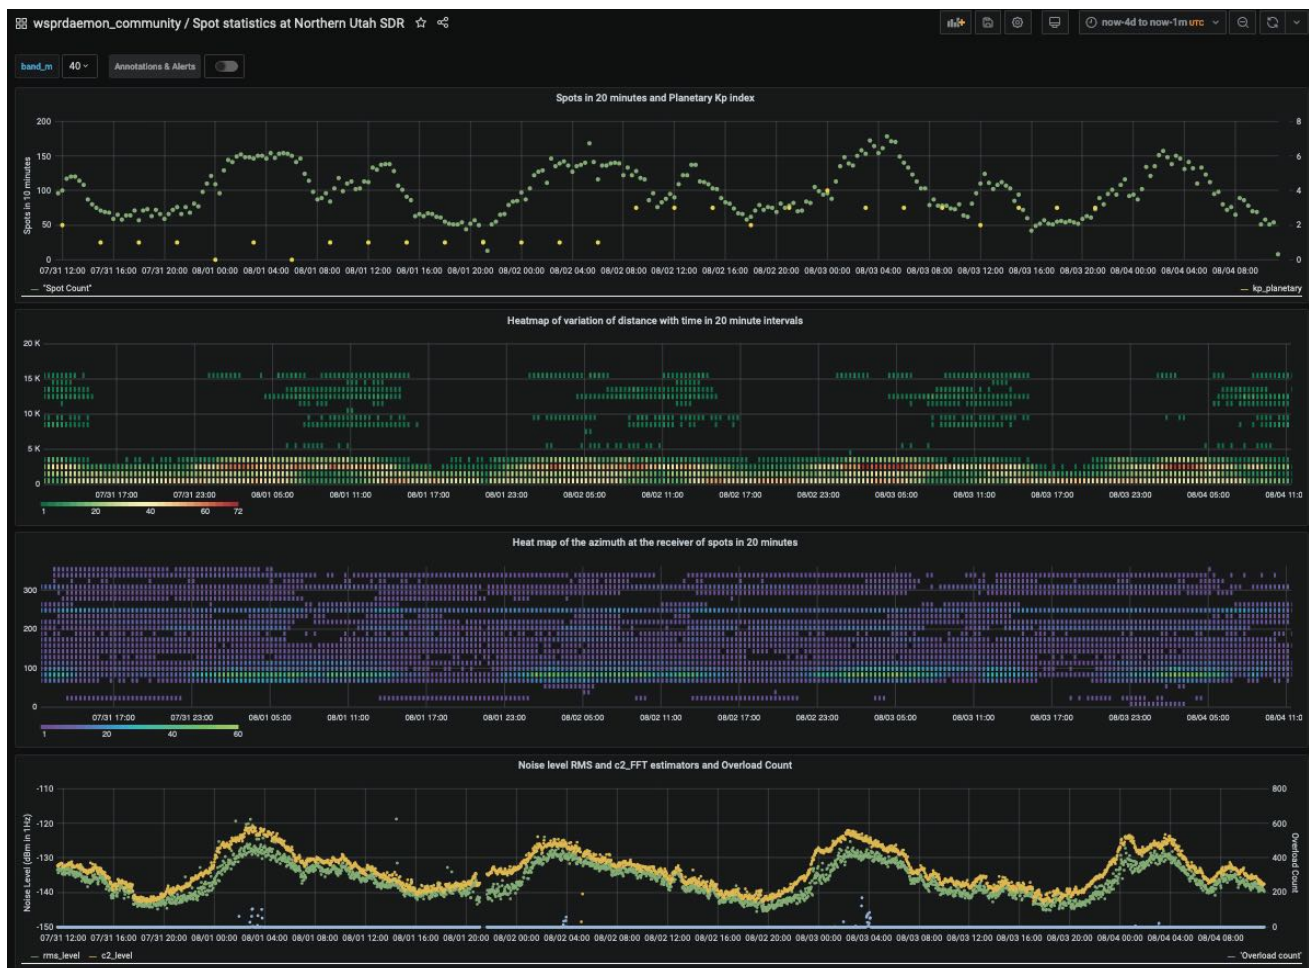 wsprdaemon_community / Spot statistics at Northern Utah SDR
now-4d to now-1m UTC
band_m 40 Annotations & Alerts
Spots in 20 minutes and Planetary Kp index
200 8
150 6
100 4
50 2
0 0
Spots in 10 minutes
07/31 12:00 07/31 16:00 07/31 20:00 08/01 00:00 08/01 04:00 08/01 08:00 08/01 12:00 08/01 16:00 08/01 20:00 08/02 00:00 08/02 04:00 08/02 08:00 08/02 12:00 08/02 16:00 08/02 20:00 08/03 00:00 08/03 04:00 08/03 08:00 08/03 12:00 08/03 16:00 08/03 20:00 08/04 00:00 08/04 04:00 08/04 08:00
"Spot Count" kp_planetary
Heatmap of variation of distance with time in 20 minute intervals
20 K
15 K
10 K
5 K
0
07/31 17:00 07/31 23:00 08/01 05:00 08/01 11:00 08/01 17:00 08/01 23:00 08/02 05:00 08/02 11:00 08/02 17:00 08/02 23:00 08/03 05:00 08/03 11:00 08/03 17:00 08/03 23:00 08/04 05:00 08/04 11:0
1 20 40 60 72
Heat map of the azimuth at the receiver of spots in 20 minutes
300
200
100
0
07/31 17:00 07/31 23:00 08/01 05:00 08/01 11:00 08/01 17:00 08/01 23:00 08/02 05:00 08/02 11:00 08/02 17:00 08/02 23:00 08/03 05:00 08/03 11:00 08/03 17:00 08/03 23:00 08/04 05:00 08/04 11:0
1 20 40 60
Noise level RMS and c2_FFT estimators and Overload Count
-110 800
-120 600
-130 400
-140 200
-150 0
Noise Level (dBm in 1Hz)
Overload Count
07/31 12:00 07/31 16:00 07/31 20:00 08/01 00:00 08/01 04:00 08/01 08:00 08/01 12:00 08/01 16:00 08/01 20:00 08/02 00:00 08/02 04:00 08/02 08:00 08/02 12:00 08/02 16:00 08/02 20:00 08/03 00:00 08/03 04:00 08/03 08:00 08/03 12:00 08/03 16:00 08/03 20:00 08/04 00:00 08/04 04:00 08/04 08:00
rms_level c2_level 'Overload count'